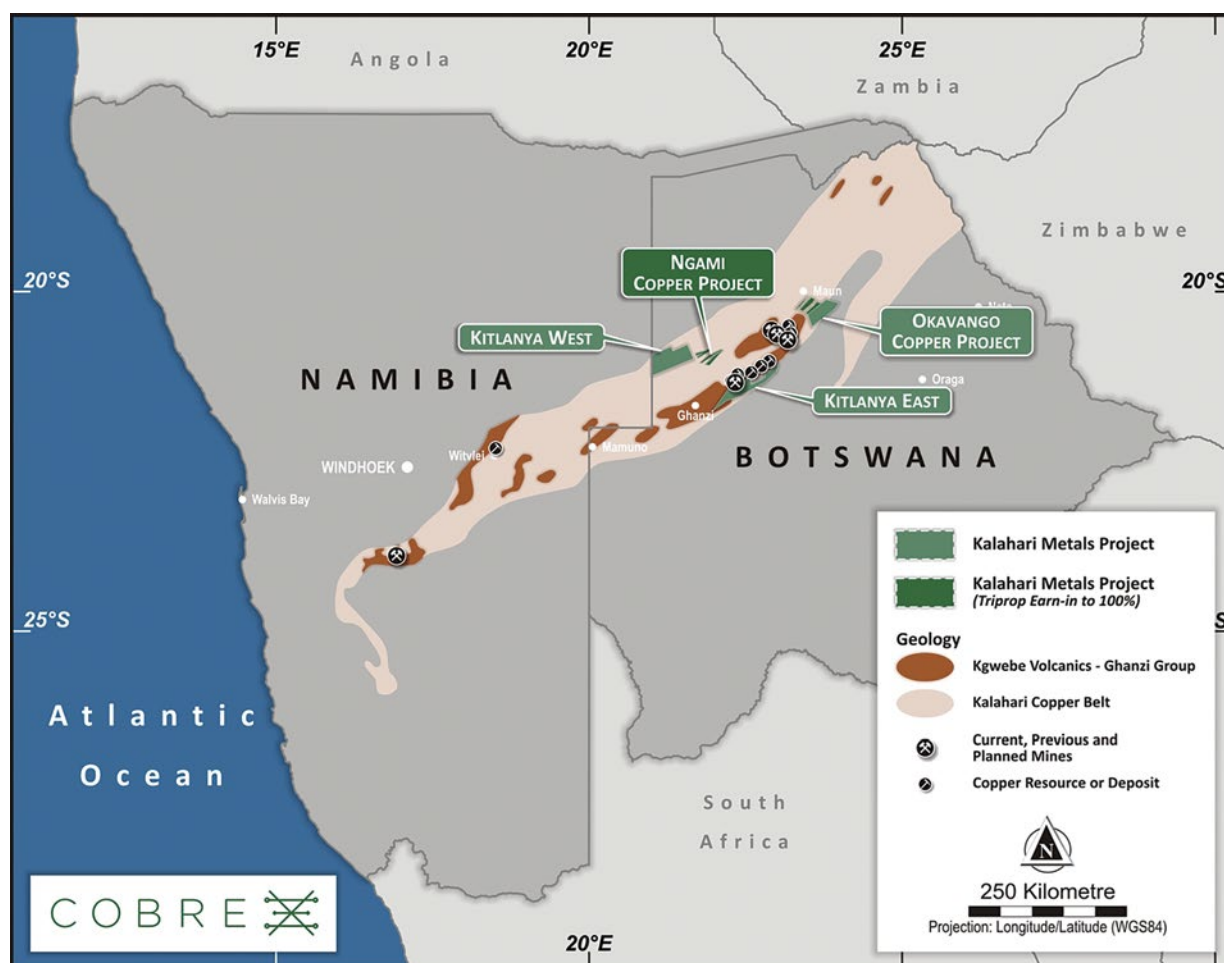 15°E
20°E
25°E
Angola
Zambia
Zimbabwe
NGAMI
COPPER PROJECT
20°S
20°S
Maun
KITLANYA WEST
OKAVANGO
COPPER PROJECT
NAMIBIA
Oraga
KITLANYA EAST
Ghanzi
BOTSWANA
Mamuno
WINDHOEK
Walvis Bay
25°S
S
Kalahari Metals Project
Kalahari Metals Project
(Triprop Earn-in to 100%)
Geology
Kgwebe Volcanics - Ghanzi Group
Kalahari Copper Belt
Current, Previous and
Planned Mines
Copper Resource or Deposit
N
250 Kilometre
Projection: Longitude/Latitude (WGS84)
Atlantic
Ocean
South
Africa
COBRE
20°E